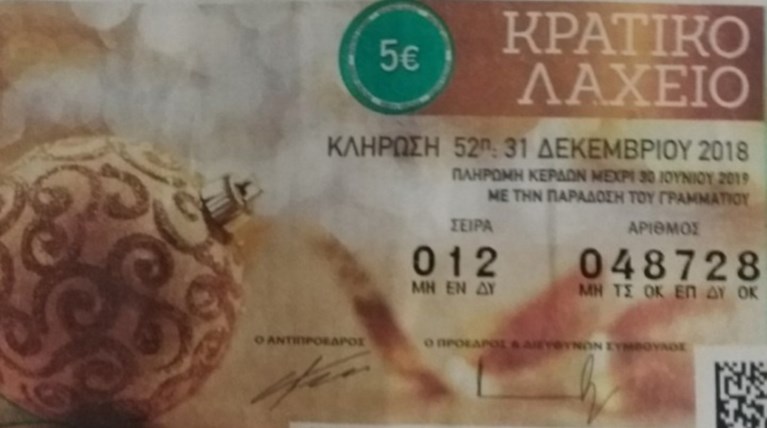 5€
ΚΡΑΤΙΚΟ
ΛΑΧΕΙΟ
ΚΛΗΡΩΣΗ 52η: 31 ΔΕΚΕΜΒΡΙΟΥ 2018
ΠΛΗΡΩΜΗ ΚΕΡΔΩΝ ΜΕΧΡΙ 30 ΙΟΥΝΙΟΥ 2019
ΜΕ ΤΗΝ ΠΑΡΑΔΟΣΗ ΤΟΥ ΓΡΑΜΜΑΤΙΟΥ
ΣΕΙΡΑ ΑΡΙΘΜΟΣ
012 048728
ΜΗ ΕΝ ΔΥ ΜΗ ΤΣ ΟΚ ΕΠ ΔΥ ΟΚ
Ο ΑΝΤΙΠΡΟΕΔΡΟΣ Ο ΠΡΟΕΔΡΟΣ & ΔΙΕΥΘΥΝΩΝ ΣΥΜΒΟΥΛΟΣ